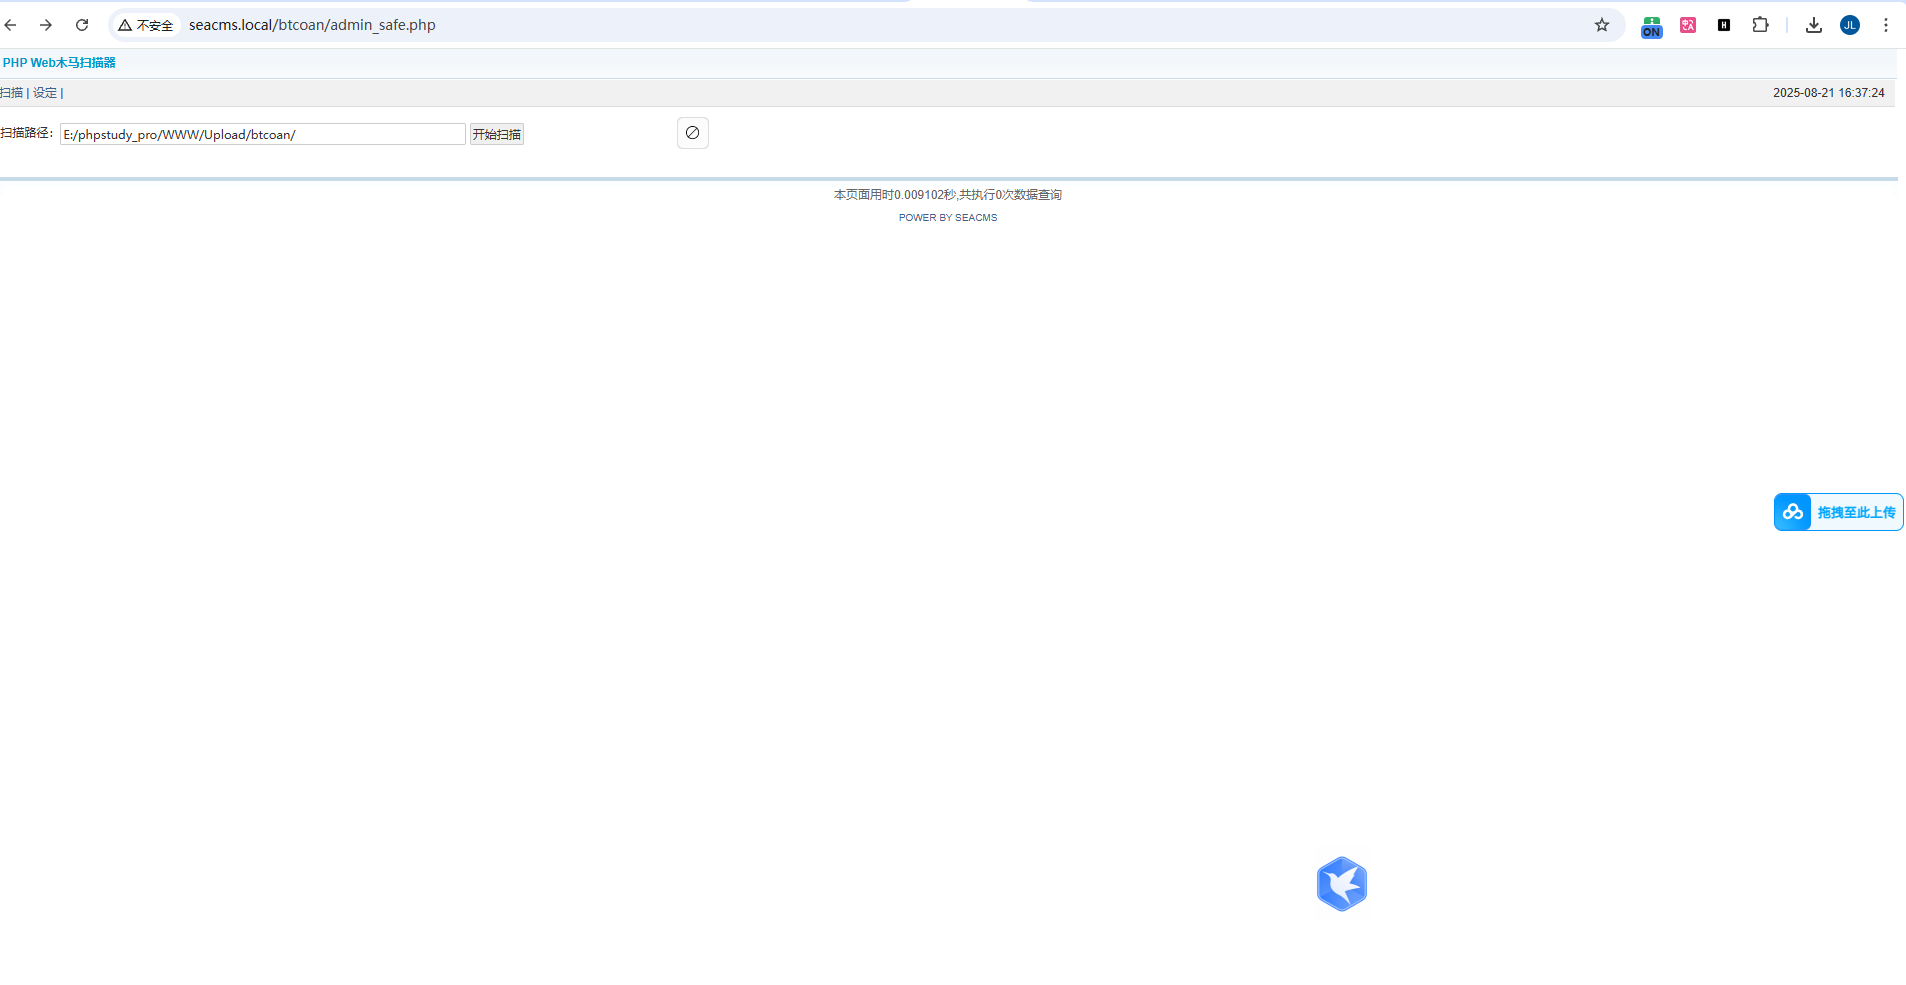 不安全 seacms.local/btcoan/admin_safe.php
ON
中A
H
JL
PHP Web木马扫描器
扫描 | 设定 | 2025-08-21 16:37:24
扫描路径： E:/phpstudy_pro/WWW/Upload/btcoan/ 开始扫描
本页面用时0.009102秒,共执行0次数据查询
POWER BY SEACMS
拖拽至此上传